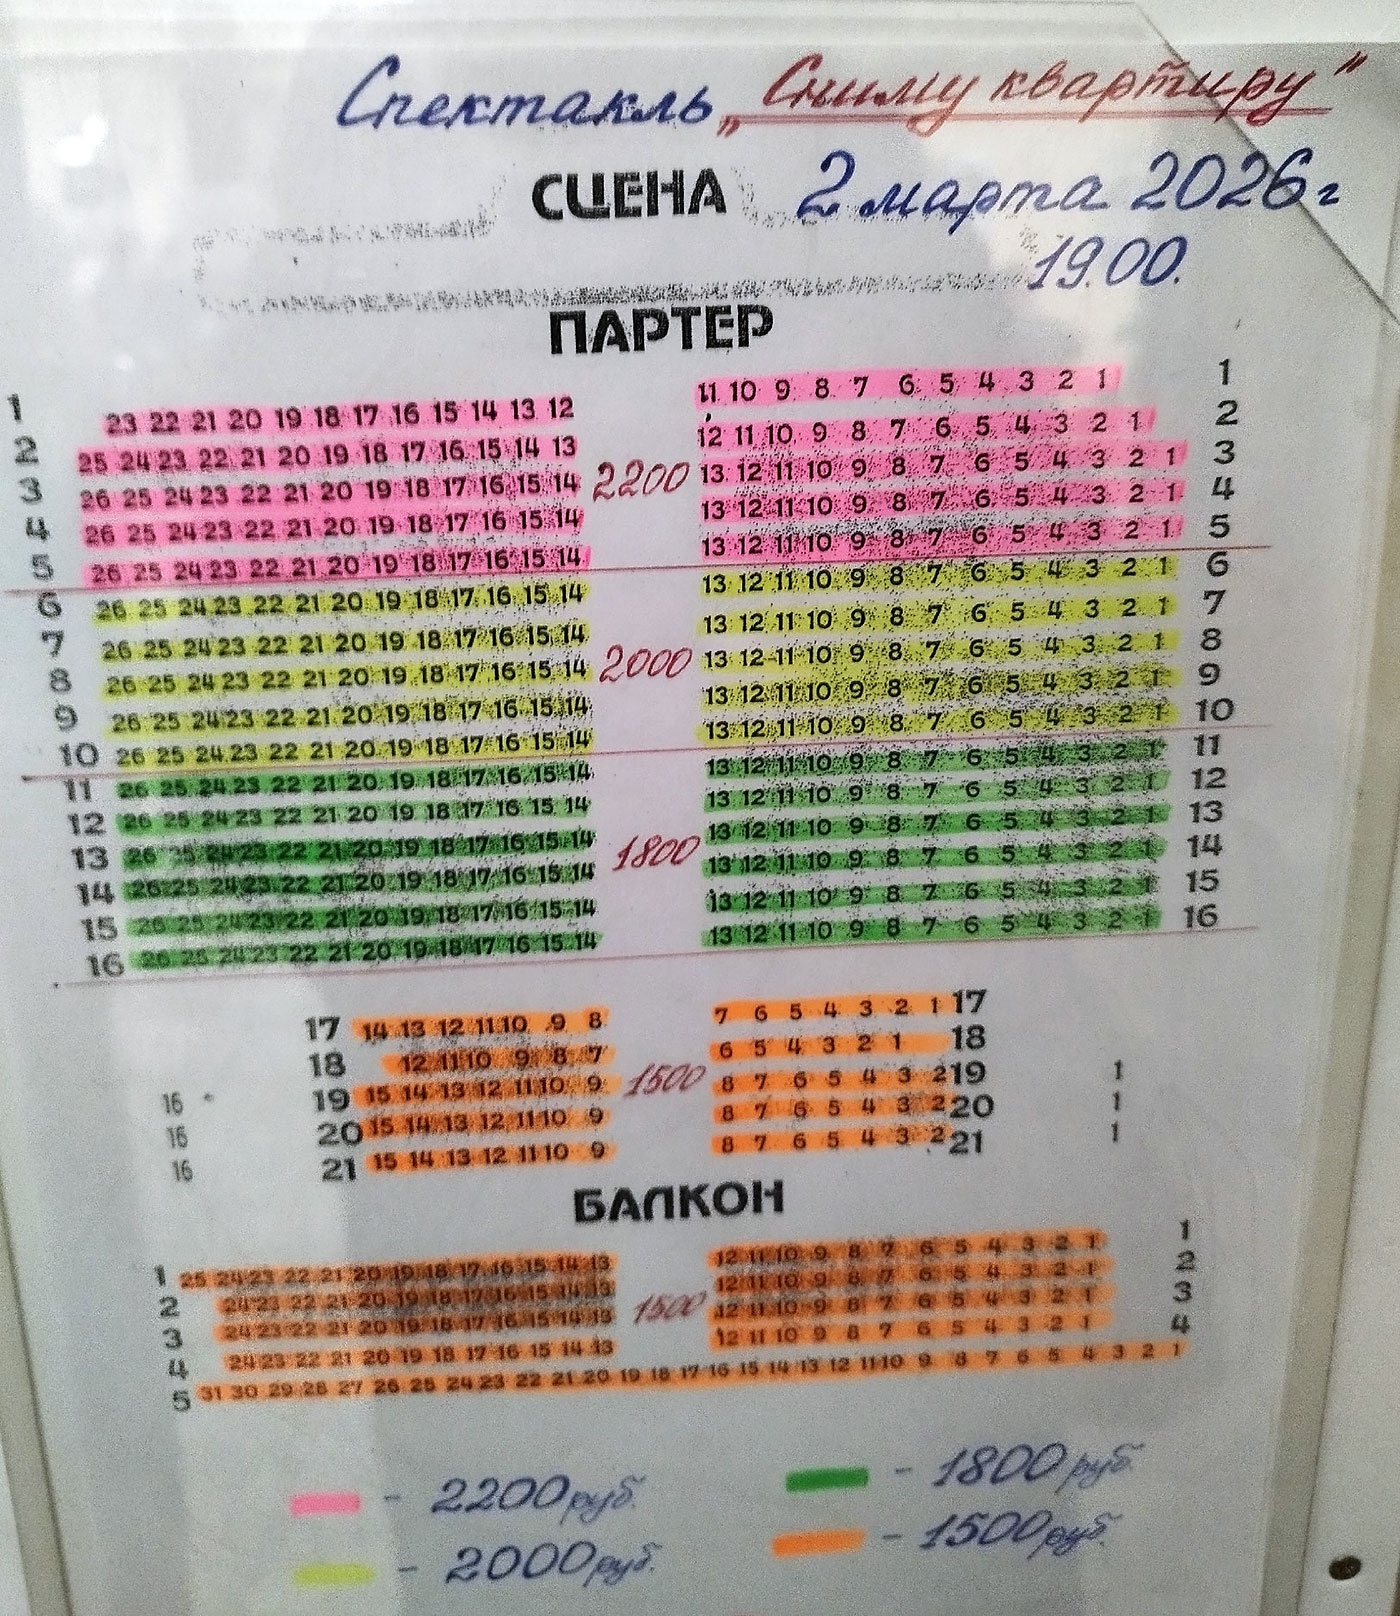 Спектакль „Сниму квартиру”
СЦЕНА 2 марта 2026г
19.00.
ПАРТЕР
1 23 22 21 20 19 18 17 16 15 14 13 12 11 10 9 8 7 6 5 4 3 2 1 1
2 25 24 23 22 21 20 19 18 17 16 15 14 13 12 11 10 9 8 7 6 5 4 3 2 1 2
3 26 25 24 23 22 21 20 19 18 17 16 15 14 2200 13 12 11 10 9 8 7 6 5 4 3 2 1 3
4 26 25 24 23 22 21 20 19 18 17 16 15 14 13 12 11 10 9 8 7 6 5 4 3 2 1 4
5 26 25 24 23 22 21 20 19 18 17 16 15 14 13 12 11 10 9 8 7 6 5 4 3 2 1 5
6 26 25 24 23 22 21 20 19 18 17 16 15 14 13 12 11 10 9 8 7 6 5 4 3 2 1 6
7 26 25 24 23 22 21 20 19 18 17 16 15 14 13 12 11 10 9 8 7 6 5 4 3 2 1 7
8 26 25 24 23 22 21 20 19 18 17 16 15 14 2000 13 12 11 10 9 8 7 6 5 4 3 2 1 8
9 26 25 24 23 22 21 20 19 18 17 16 15 14 13 12 11 10 9 8 7 6 5 4 3 2 1 9
10 26 25 24 23 22 21 20 19 18 17 16 15 14 13 12 11 10 9 8 7 6 5 4 3 2 1 10
11 26 25 24 23 22 21 20 19 18 17 16 15 14 13 12 11 10 9 8 7 6 5 4 3 2 1 11
12 26 25 24 23 22 21 20 19 18 17 16 15 14 13 12 11 10 9 8 7 6 5 4 3 2 1 12
13 26 25 24 23 22 21 20 19 18 17 16 15 14 1800 13 12 11 10 9 8 7 6 5 4 3 2 1 13
14 26 25 24 23 22 21 20 19 18 17 16 15 14 13 12 11 10 9 8 7 6 5 4 3 2 1 14
15 26 25 24 23 22 21 20 19 18 17 16 15 14 13 12 11 10 9 8 7 6 5 4 3 2 1 15
16 26 25 24 23 22 21 20 19 18 17 16 15 14 13 12 11 10 9 8 7 6 5 4 3 2 1 16
17 14 13 12 11 10 9 8 7 6 5 4 3 2 1 17
18 12 11 10 9 8 7 6 5 4 3 2 1 18
16 19 15 14 13 12 11 10 9 1500 8 7 6 5 4 3 2 19 1
16 20 15 14 13 12 11 10 9 8 7 6 5 4 3 2 20 1
16 21 15 14 13 12 11 10 9 8 7 6 5 4 3 2 21 1
БАЛКОН
1 25 24 23 22 21 20 19 18 17 16 15 14 13 12 11 10 9 8 7 6 5 4 3 2 1 1
2 24 23 22 21 20 19 18 17 16 15 14 13 12 11 10 9 8 7 6 5 4 3 2 1 2
3 24 23 22 21 20 19 18 17 16 15 14 13 1500 12 11 10 9 8 7 6 5 4 3 2 1 3
4 24 23 22 21 20 19 18 17 16 15 14 13 12 11 10 9 8 7 6 5 4 3 2 1 4
5 31 30 29 28 27 26 25 24 23 22 21 20 19 18 17 16 15 14 13 12 11 10 9 8 7 6 5 4 3 2 1
- 2200 руб. - 1800 руб.
- 2000 руб. - 1500 руб.